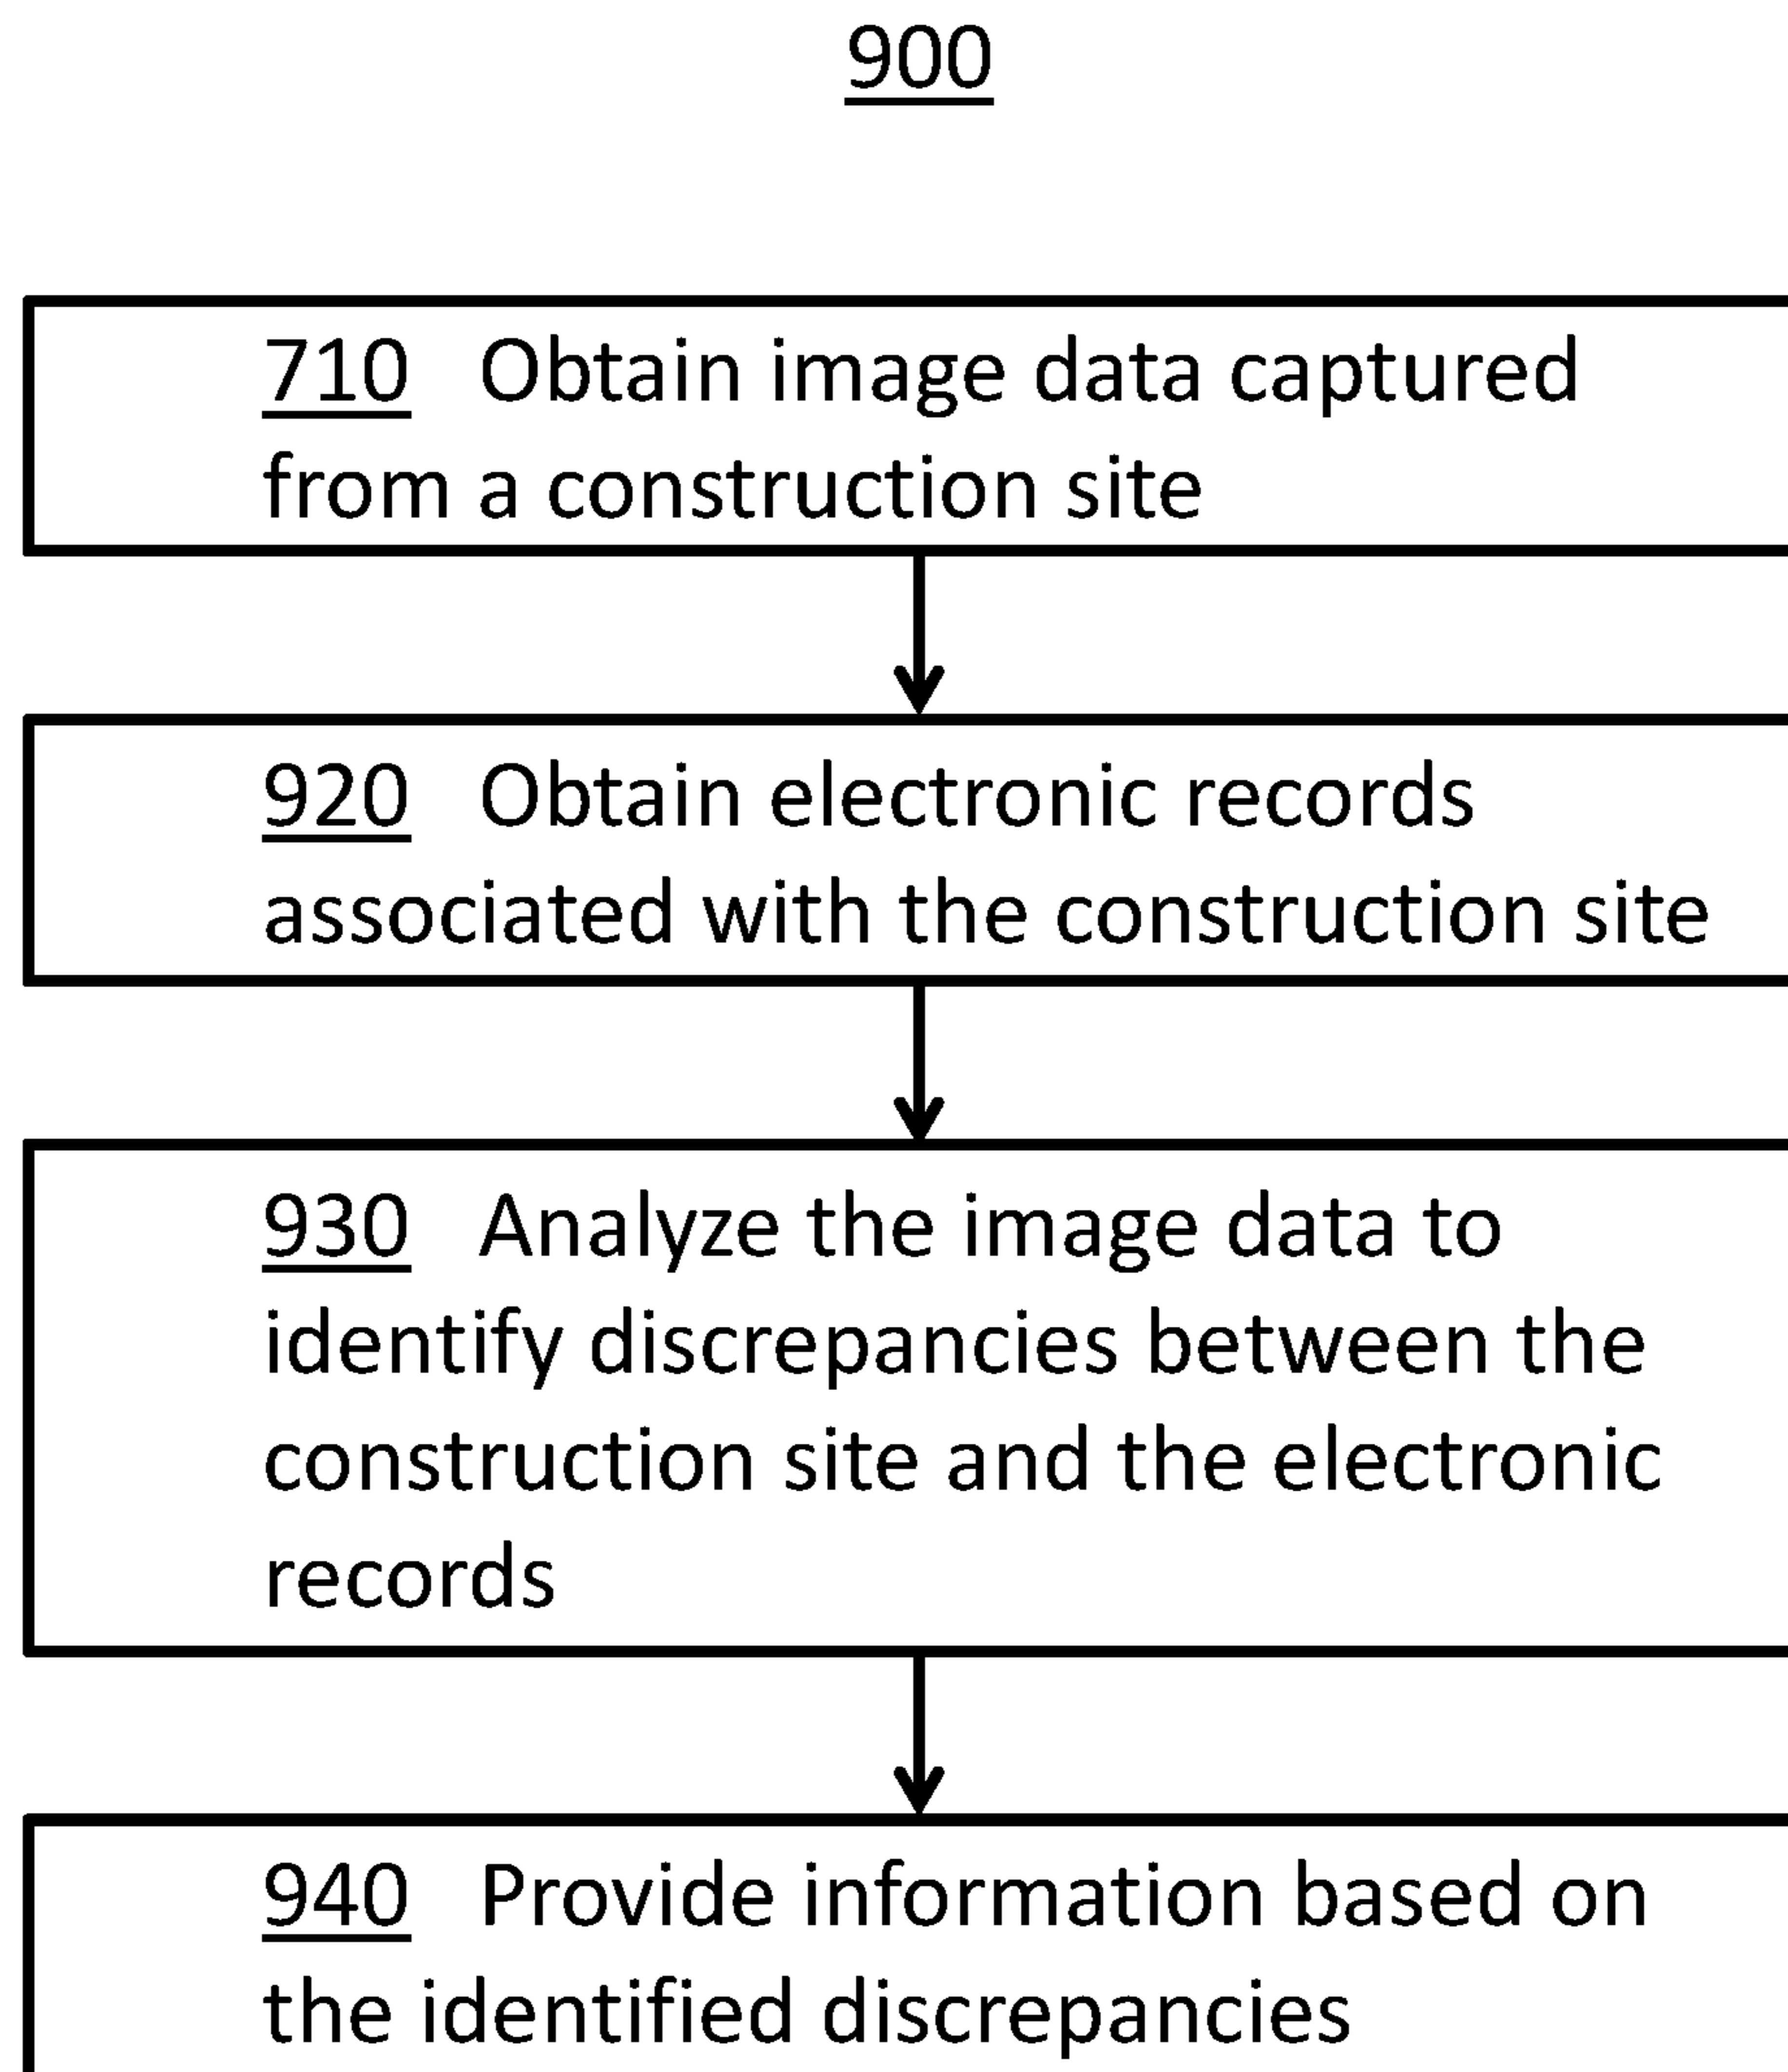 900
710 Obtain image data captured
from a construction site
920 Obtain electronic records
associated with the construction site
930 Analyze the image data to
identify discrepancies between the
construction site and the electronic
records
940 Provide information based on
the identified discrepancies